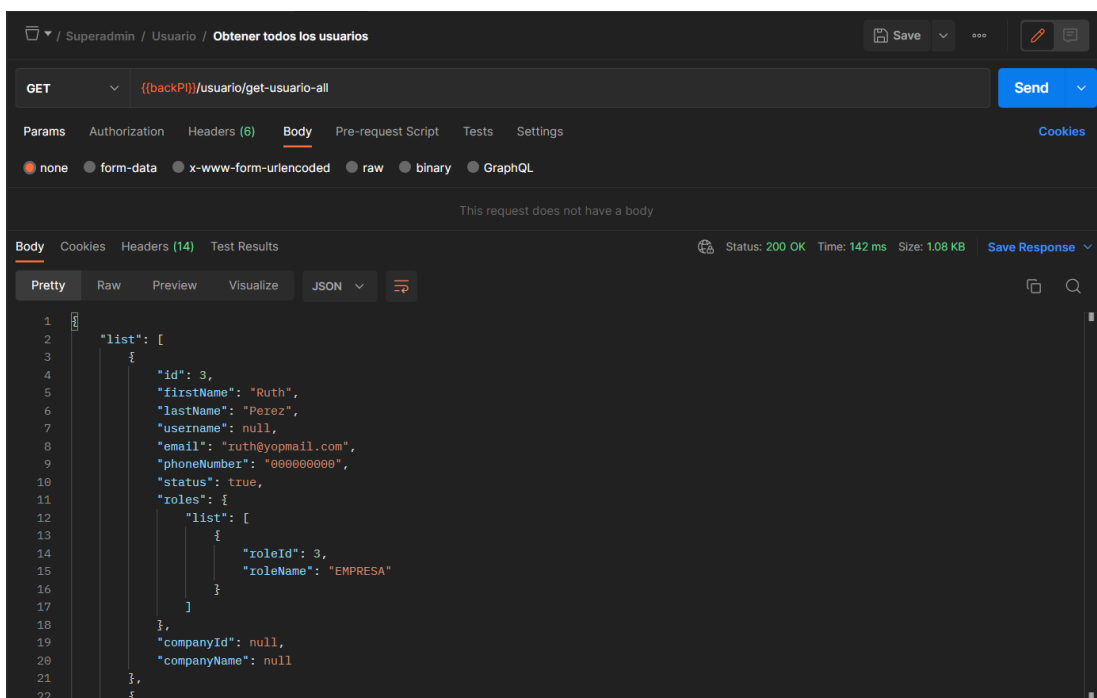 / Superadmin / Usuario / Obtener todos los usuarios Save
GET {{backPI}}/usuario/get-usuario-all Send
Params Authorization Headers (6) Body Pre-request Script Tests Settings Cookies
none form-data x-www-form-urlencoded raw binary GraphQL
This request does not have a body
Body Cookies Headers (14) Test Results Status: 200 OK Time: 142 ms Size: 1.08 KB Save Response
Pretty Raw Preview Visualize JSON
1 {
2 "list": [
3 {
4 "id": 3,
5 "firstName": "Ruth",
6 "lastName": "Perez",
7 "username": null,
8 "email": "ruth@yopmail.com",
9 "phoneNumber": "000000000",
10 "status": true,
11 "roles": {
12 "list": [
13 {
14 "roleId": 3,
15 "roleName": "EMPRESA"
16 }
17 ]
18 },
19 "companyId": null,
20 "companyName": null
21 },
22 {